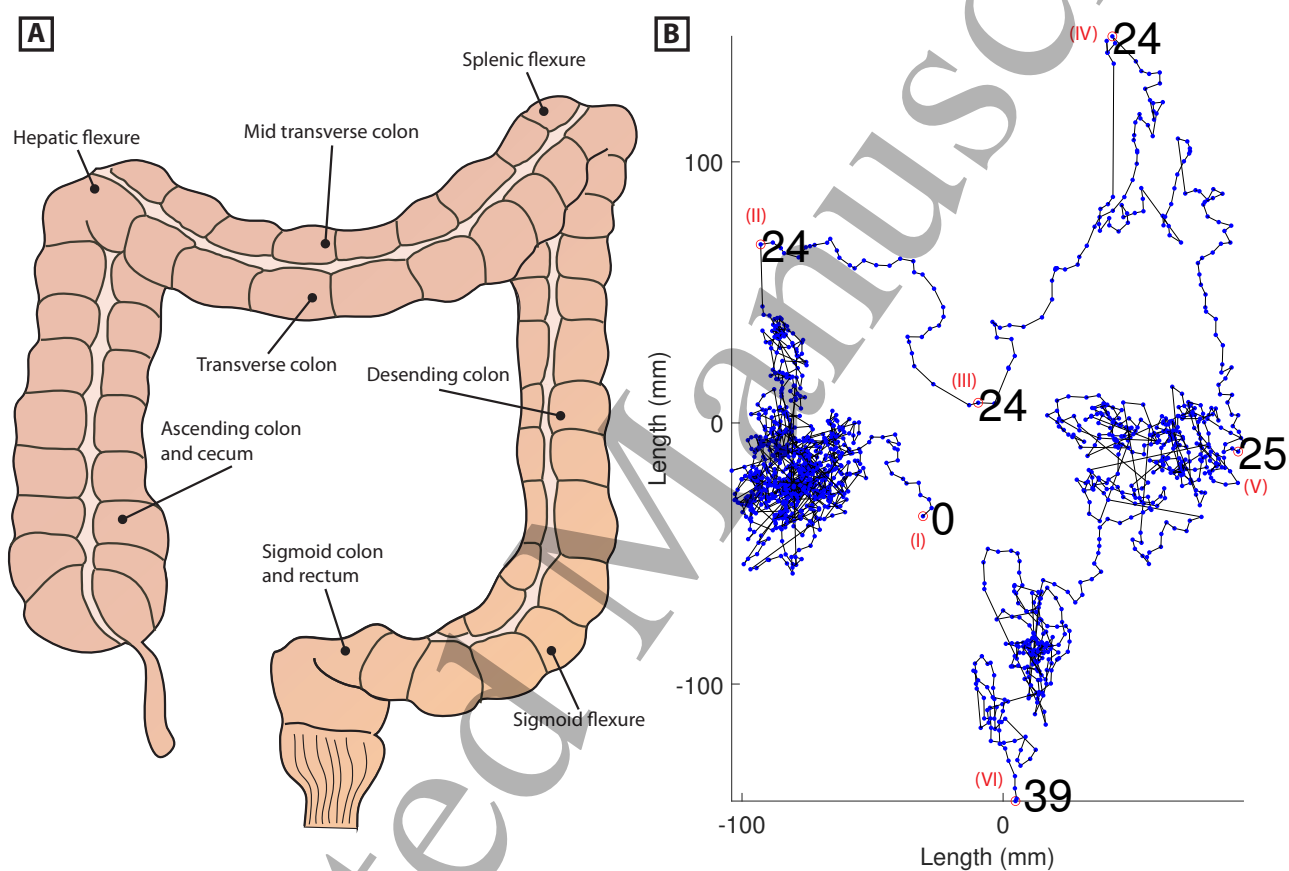 A
Splenic flexure
Mid transverse colon
Hepatic flexure
Transverse colon
Desending colon
Ascending colon
and cecum
Sigmoid colon
and rectum
Sigmoid flexure
B
(IV)
24
100
(II)
24
Length (mm)
(III)
24
0
25
(V)
0
(I)
-100
(VI)
39
-100
0
Length (mm)
ted Manusc